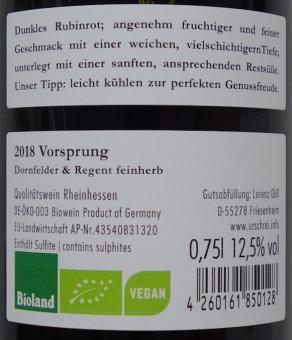 Dunkles Rubinrot; angenehm fruchtiger und feiner
Geschmack mit einer weichen, vielschichtigernTiefe;
unterlegt mit einer sanften, ansprechenden Restsüße.
Unser Tipp: leicht kühlen zur perfekten Genussfreude.
2018 Vorsprung
Dornfelder & Regent feinherb
Qualitätswein Rheinhessen
DE-ÖKO-003 Biowein Product of Germany
EU-Landwirtschaft AP-Nr.43540831320
Enthält Sulfite | contains sulphites
Gutsabfüllung: Lorenz GbR
D-55278 Friesenheim
www.urschrei.info
0,75l 12,5% vol
Bioland
VEGAN
4 260161 850128